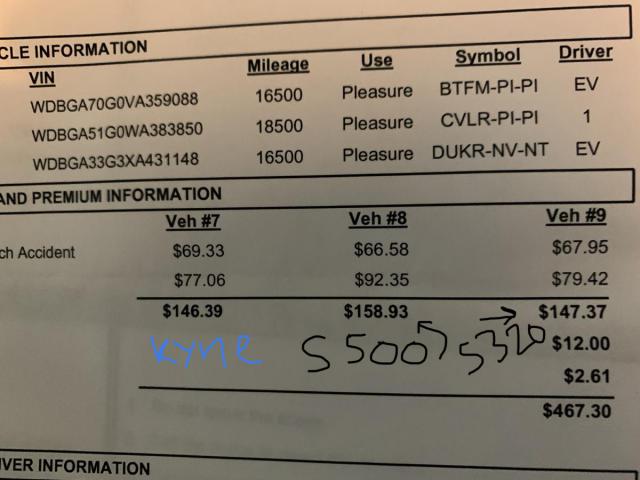 CLE INFORMATION
VIN Mileage Use Symbol Driver
WDBGA70G0VA359088 16500 Pleasure BTFM-PI-PI EV
WDBGA51G0WA383850 18500 Pleasure CVLR-PI-PI 1
WDBGA33G3XA431148 16500 Pleasure DUKR-NV-NT EV
AND PREMIUM INFORMATION
Veh #7 Veh #8 Veh #9
ch Accident $69.33 $66.58 $67.95
$77.06 $92.35 $79.42
$146.39 $158.93 $147.37
KYME S500 S320 $12.00
$2.61
$467.30
IVER INFORMATION